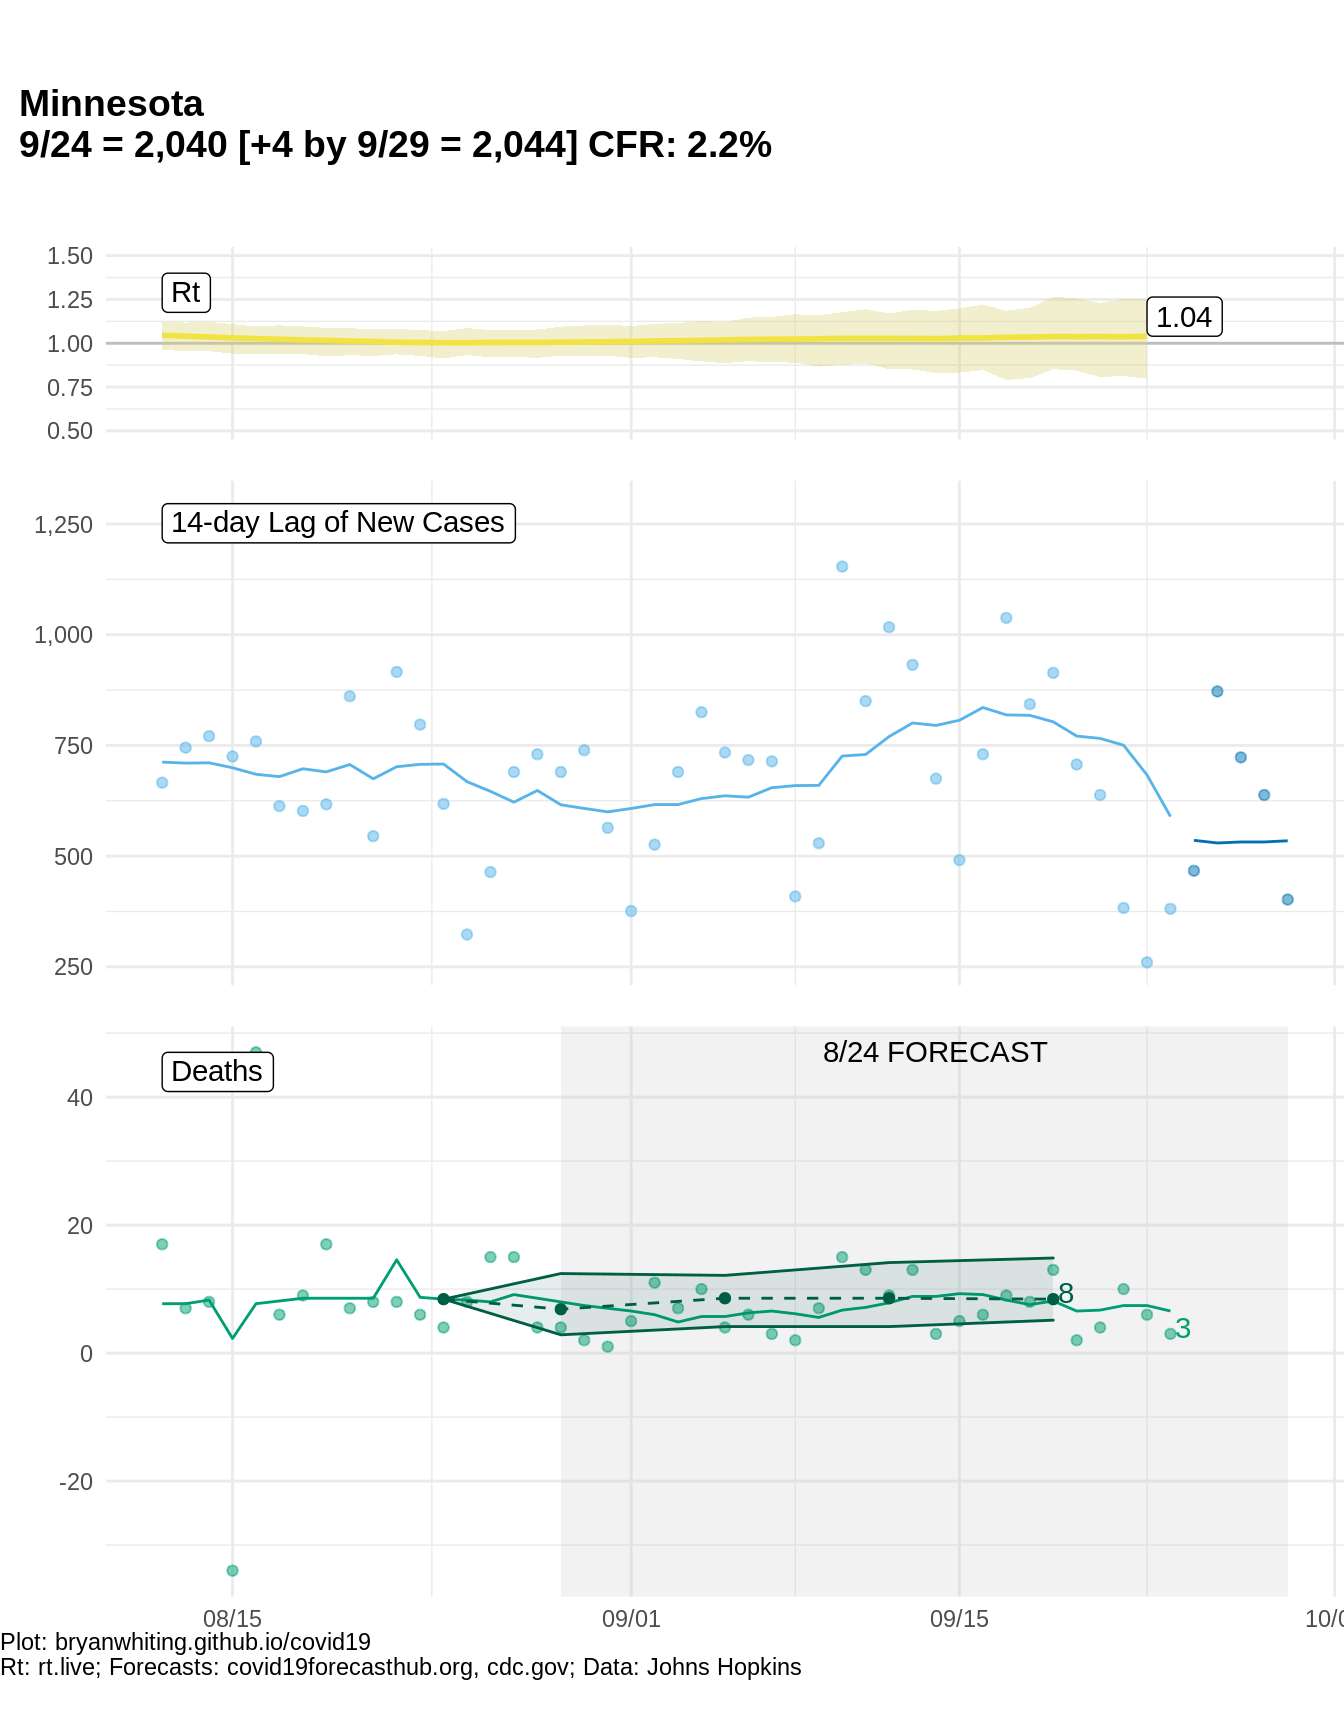 Minnesota
9/24 = 2,040 [+4 by 9/29 = 2,044] CFR: 2.2%
1.50
Rt
1.25
1.04
1.00
0.75
0.50
14-day Lag of New Cases
1,250
1,000
750
500
250
8/24 FORECAST
Deaths
40
20
8
3
0
-20
08/15
09/01
09/15
10/0
Plot: bryanwhiting.github.io/covid19
Rt: rt.live; Forecasts: covid19forecasthub.org, cdc.gov; Data: Johns Hopkins